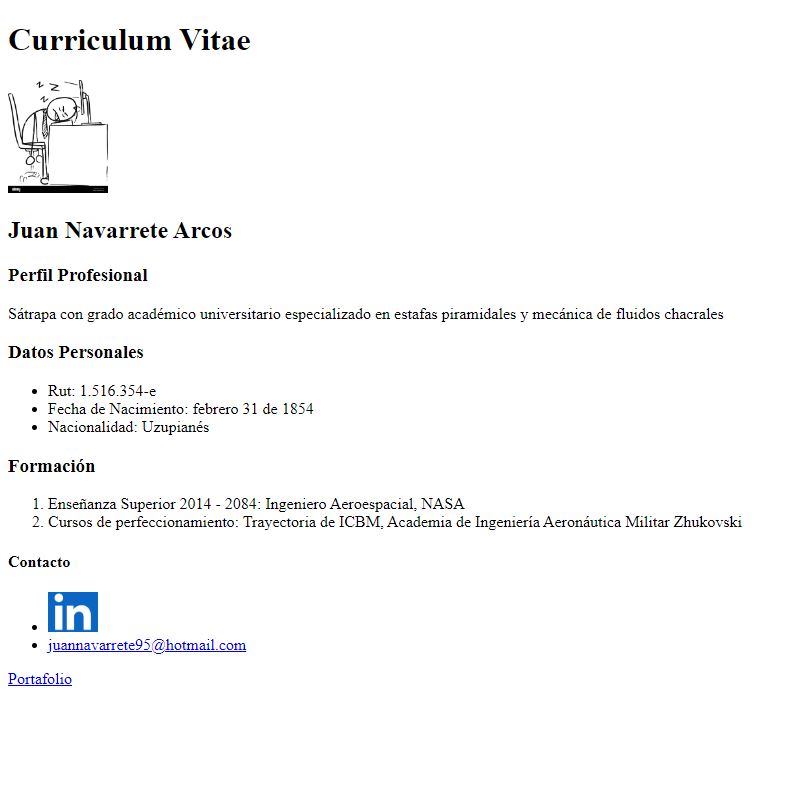 Curriculum Vitae
z z
z
Juan Navarrete Arcos
Perfil Profesional
Sátrapa con grado académico universitario especializado en estafas piramidales y mecánica de fluidos chacrales
Datos Personales
• Rut: 1.516.354-e
• Fecha de Nacimiento: febrero 31 de 1854
• Nacionalidad: Uzupianés
Formación
1. Enseñanza Superior 2014 - 2084: Ingeniero Aeroespacial, NASA
2. Cursos de perfeccionamiento: Trayectoria de ICBM, Academia de Ingeniería Aeronáutica Militar Zhukovski
Contacto
• in
• juannavarrete95@hotmail.com
Portafolio